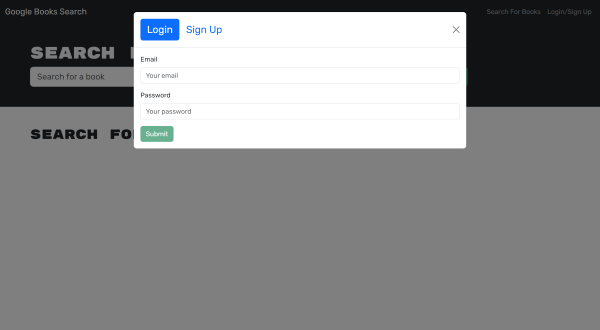 Google Books Search
Search For Books Login/Sign Up
Login Sign Up
SEARCH
Search for a book
Email
Your email
Password
Your password
Submit
SEARCH